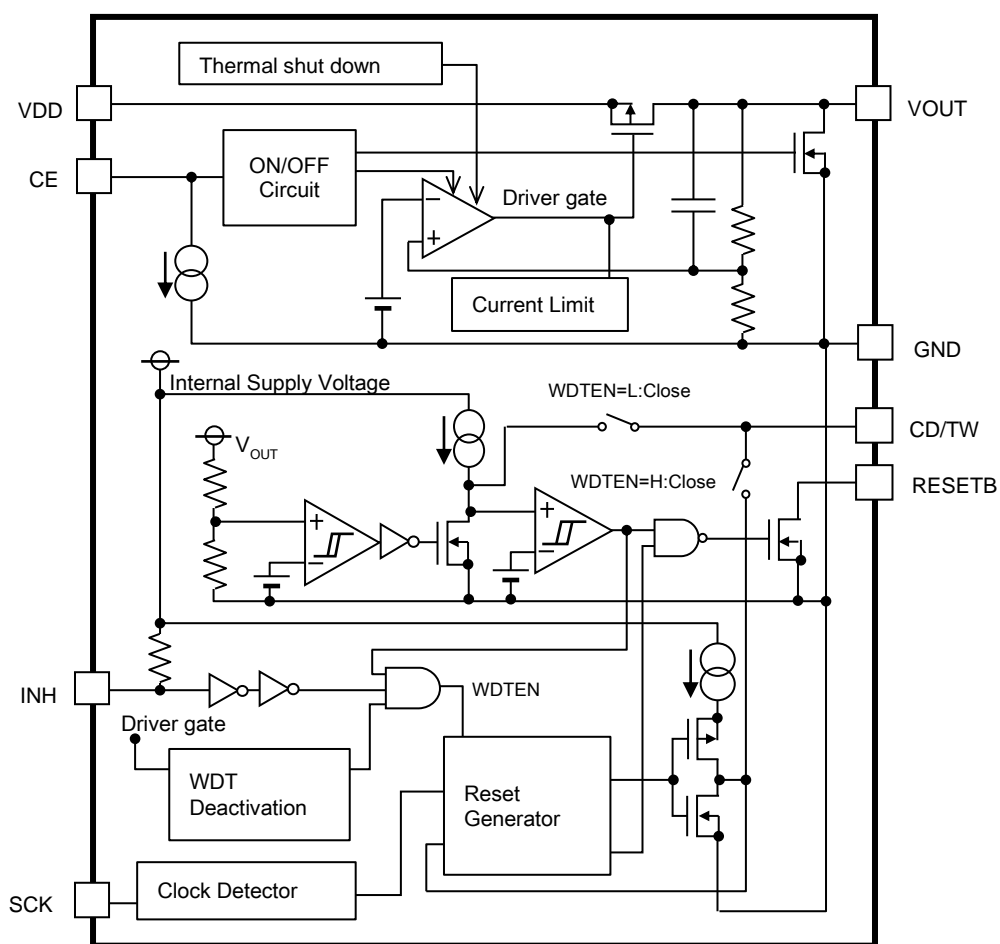 Thermal shut down
VDD
VOUT
CE
ON/OFF
Circuit
Driver gate
−
+
Current Limit
GND
Internal Supply Voltage
WDTEN=L:Close
CD/TW
VOUT
WDTEN=H:Close
RESETB
+
−
+
−
INH
WDTEN
Driver gate
WDT
Deactivation
Reset
Generator
Clock Detector
SCK